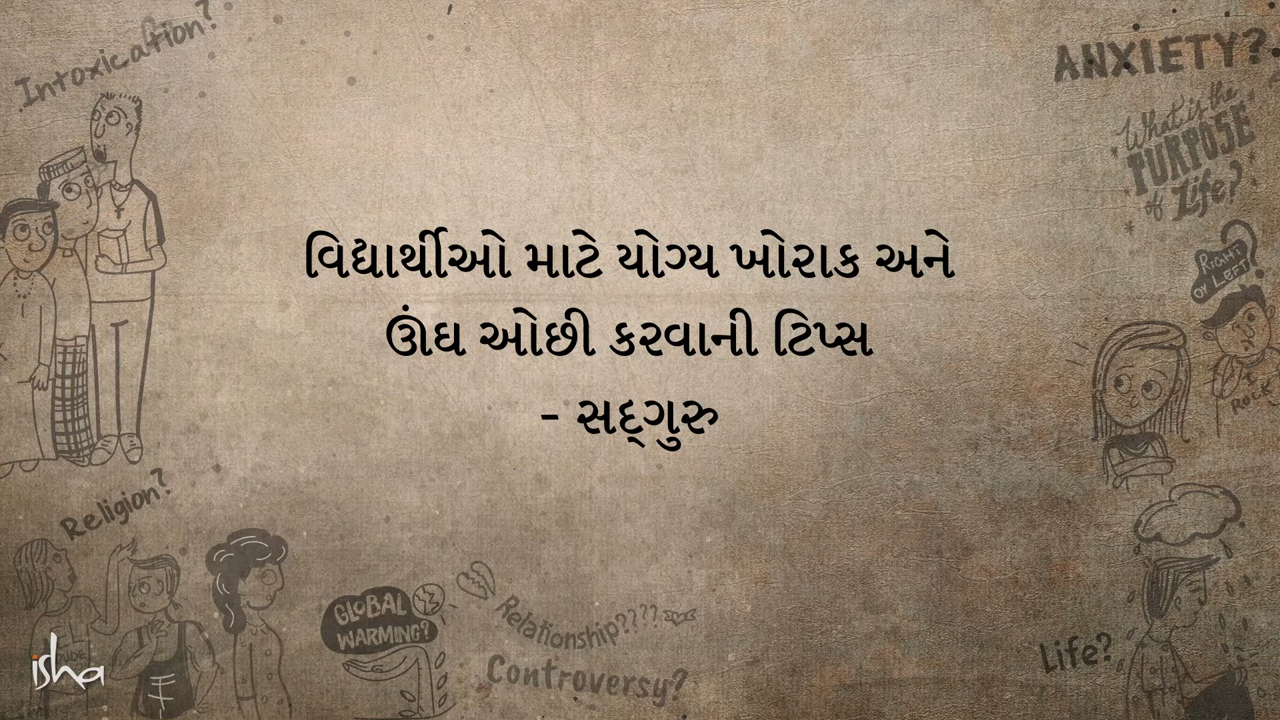 Intoxication?
ANXIETY?
What is the
PURPOSE
of Life?
RIGHT
OY LEFT
વિદ્યાર્થીઓ માટે યોગ્ય ખોરાક અને
ઊંઘ ઓછી કરવાની ટિપ્સ
- સદ્‌ગુરુ
ROCK
Religion?
GLOBAL
WARMING?
Relationship????
Controversy?
Life?
isha